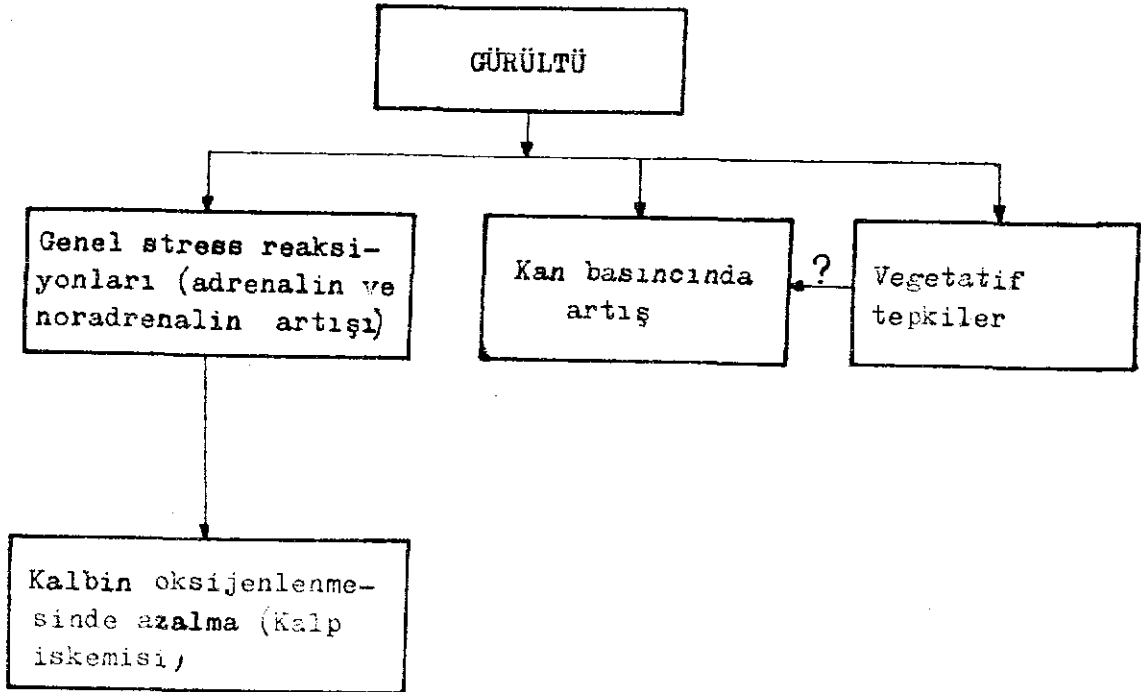 GÜRÜLTÜ
Genel stress reaksi-
yonları (adrenalin ve
noradrenalin artışı)
Kan basıncında
artış
?
Vegetatif
tepkiler
Kalbin oksijenlenme-
sinde azalma (Kalp
iskemisi)